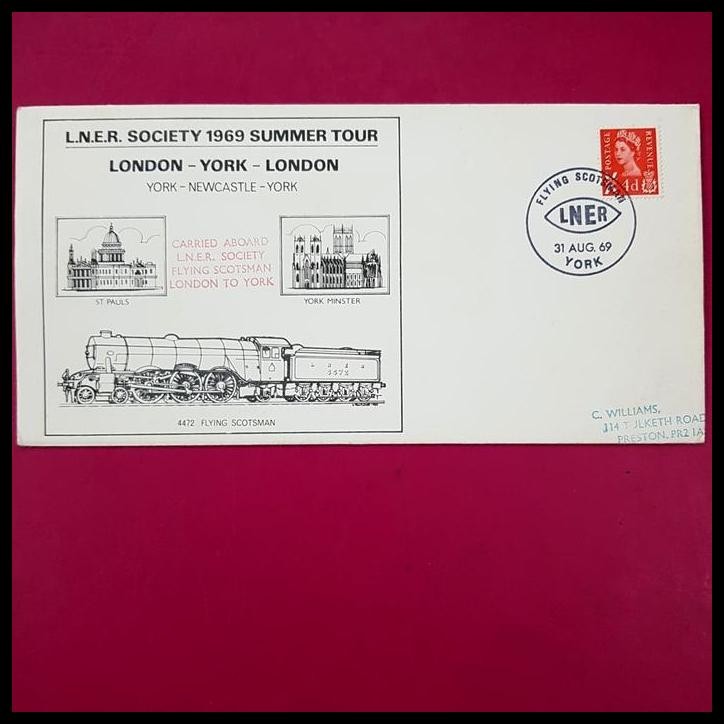 L.N.E.R. SOCIETY 1969 SUMMER TOUR
LONDON – YORK – LONDON
YORK – NEWCASTLE – YORK
CARRIED ABOARD
L.N.E.R. SOCIETY
FLYING SCOTSMAN
LONDON TO YORK
ST PAULS
YORK MINSTER
L N E R
4472
4472 FLYING SCOTSMAN
POSTAGE
REVENUE
4d
FLYING SCOTSMAN
LNER
31 AUG. 69
YORK
C. WILLIAMS,
ROAD
PRESTON, PR2